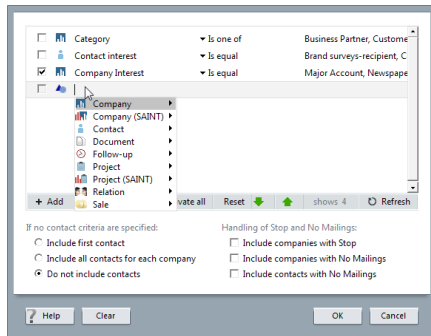 Category Is one of Business Partner, Custome
Contact interest Is equal Brand surveys-recipient, C
Company Interest Is equal Major Account, Newspape
Company
Company (SAINT)
Contact
Document
Follow-up
Project
Project (SAINT)
Relation
Sale
+ Add vate all Reset shows 4 Refresh
If no contact criteria are specified: Handling of Stop and No Mailings:
Include first contact Include companies with Stop
Include all contacts for each company Include companies with No Mailings
Do not include contacts Include contacts with No Mailings
? Help Clear OK Cancel